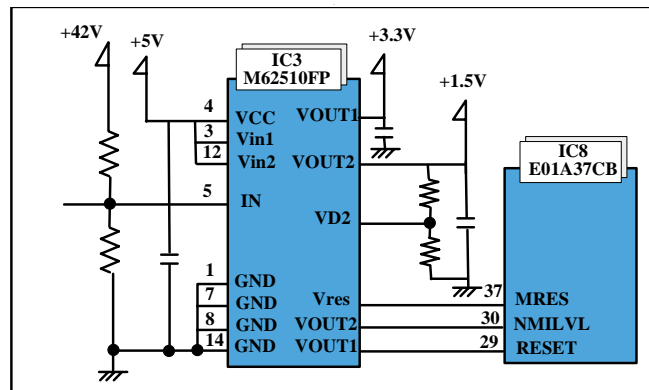 +42V
+5V
+3.3V
+1.5V
IC3
M62510FP
IC8
E01A37CB
4
VCC
VOUT1
3
Vin1
12
Vin2
VOUT2
5
IN
VD2
1
GND
7
GND
Vres
37
MRES
8
GND
VOUT2
30
NMILVL
14
GND
VOUT1
29
RESET